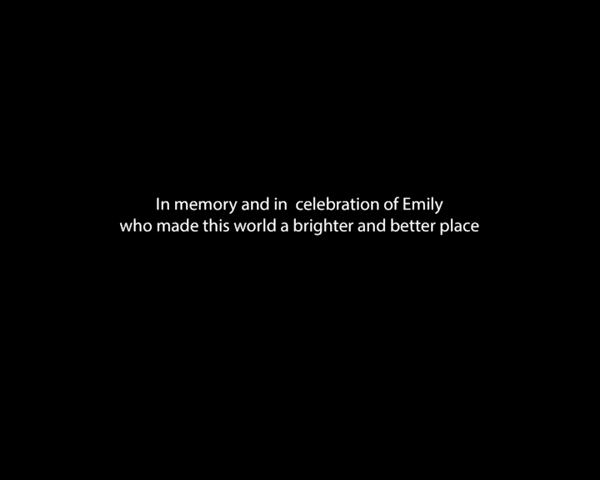 In memory and in  celebration of Emily
who made this world a brighter and better place